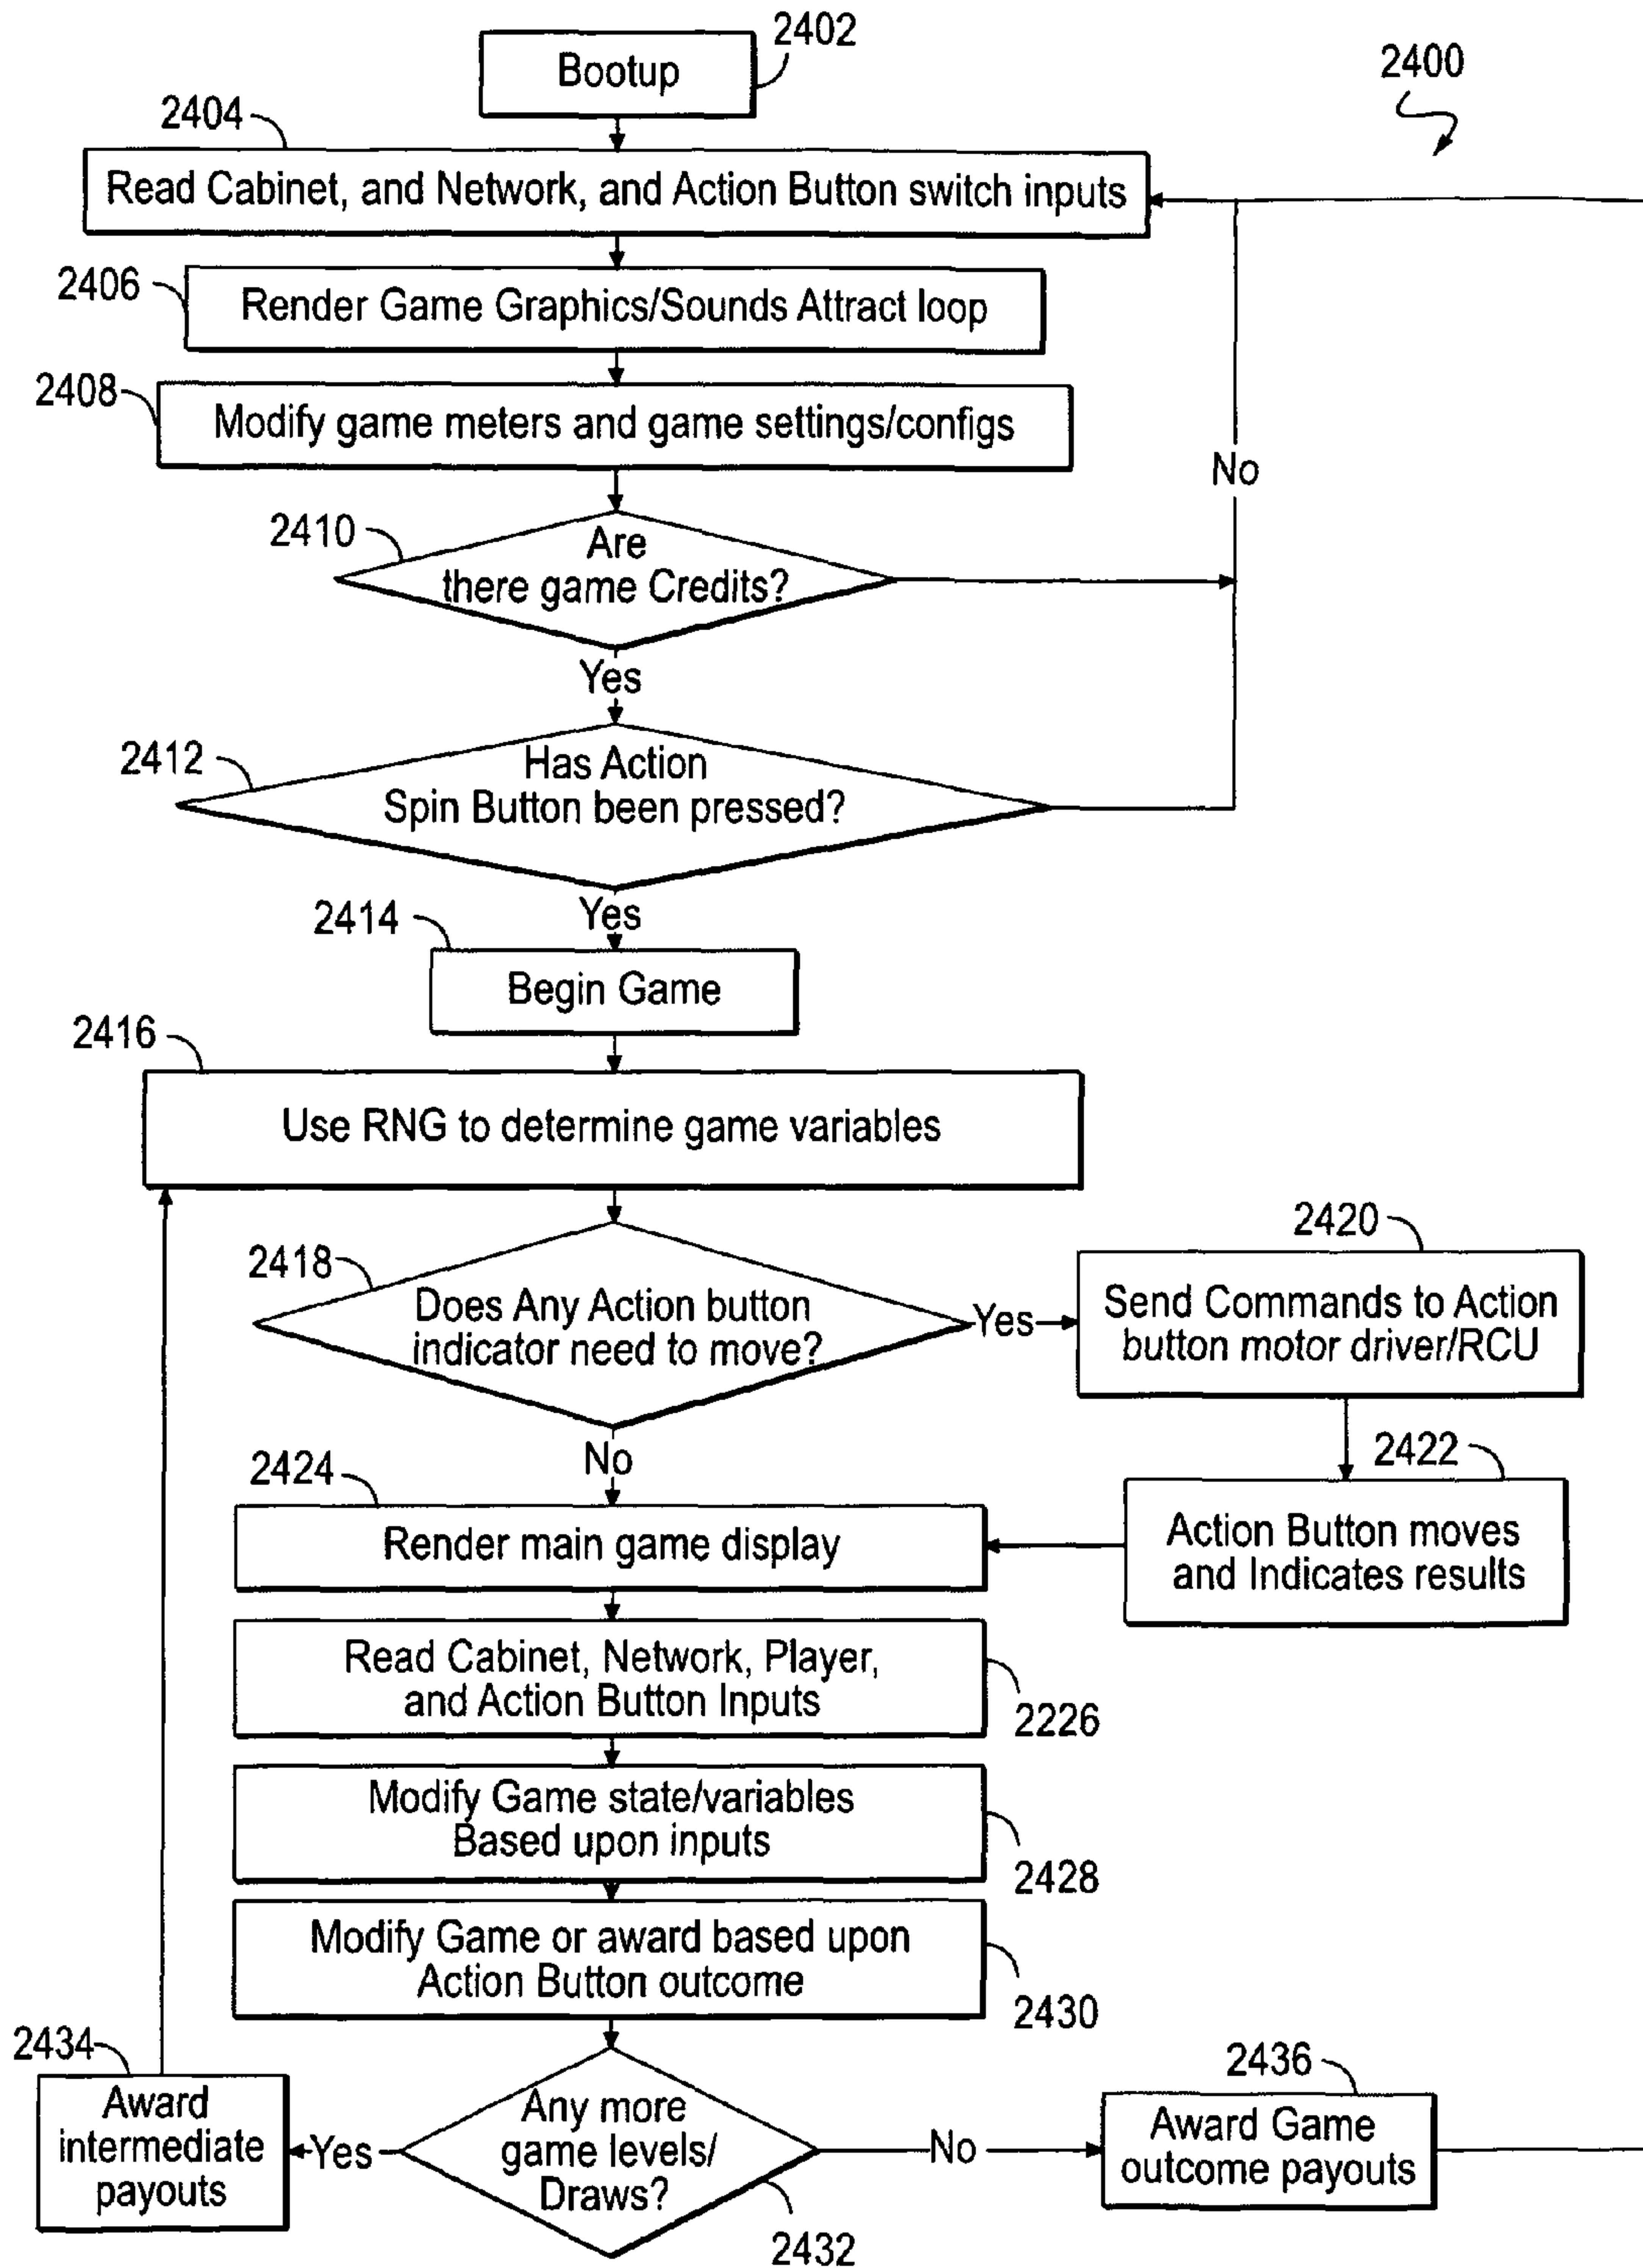 2402
Bootup
2400
2404
Read Cabinet, and Network, and Action Button switch inputs
2406
Render Game Graphics/Sounds Attract loop
2408
Modify game meters and game settings/configs
No
2410
Are
there game Credits?
Yes
2412
Has Action
Spin Button been pressed?
Yes
2414
Begin Game
2416
Use RNG to determine game variables
2418
Does Any Action button
indicator need to move?
Yes
2420
Send Commands to Action
button motor driver/RCU
No
2422
Action Button moves
and Indicates results
2424
Render main game display
Read Cabinet, Network, Player,
and Action Button Inputs
2226
Modify Game state/variables
Based upon inputs
2428
Modify Game or award based upon
Action Button outcome
2430
2434
Award
intermediate
payouts
Yes
Any more
game levels/
Draws?
2432
No
2436
Award Game
outcome payouts